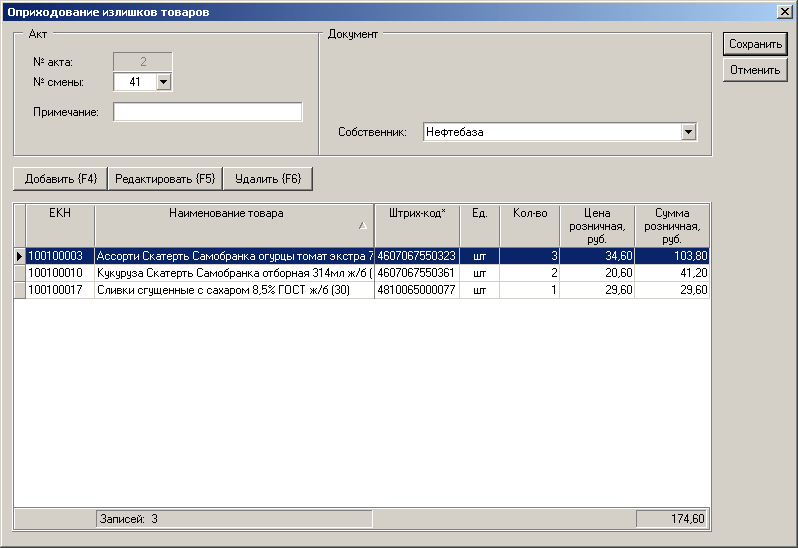 Оприходование излишков товаров
Акт
№ акта: 2
№ смены: 41
Примечание:
Документ
Собственник: Нефтебаза
Сохранить
Отменить
Добавить {F4} Редактировать {F5} Удалить {F6}
ЕКН Наименование товара Штрих-код* Ед. Кол-во Цена розничная, руб. Сумма розничная, руб.
100100003 Ассорти Скатерть Самобранка огурцы томат экстра 7 4607067550323 шт 3 34,60 103,80
100100010 Кукуруза Скатерть Самобранка отборная 314мл ж/б ( 4607067550361 шт 2 20,60 41,20
100100017 Сливки сгущенные с сахаром 8,5% ГОСТ ж/б (30) 4810065000077 шт 1 29,60 29,60
Записей: 3 174,60